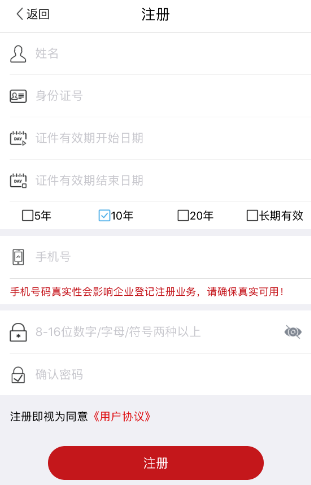 返回 注册
姓名
身份证号
证件有效期开始日期
证件有效期结束日期
5年 10年 20年 长期有效
手机号
手机号码真实性会影响企业登记注册业务，请确保真实可用！
8-16位数字/字母/符号两种以上
确认密码
注册即视为同意《用户协议》
注册